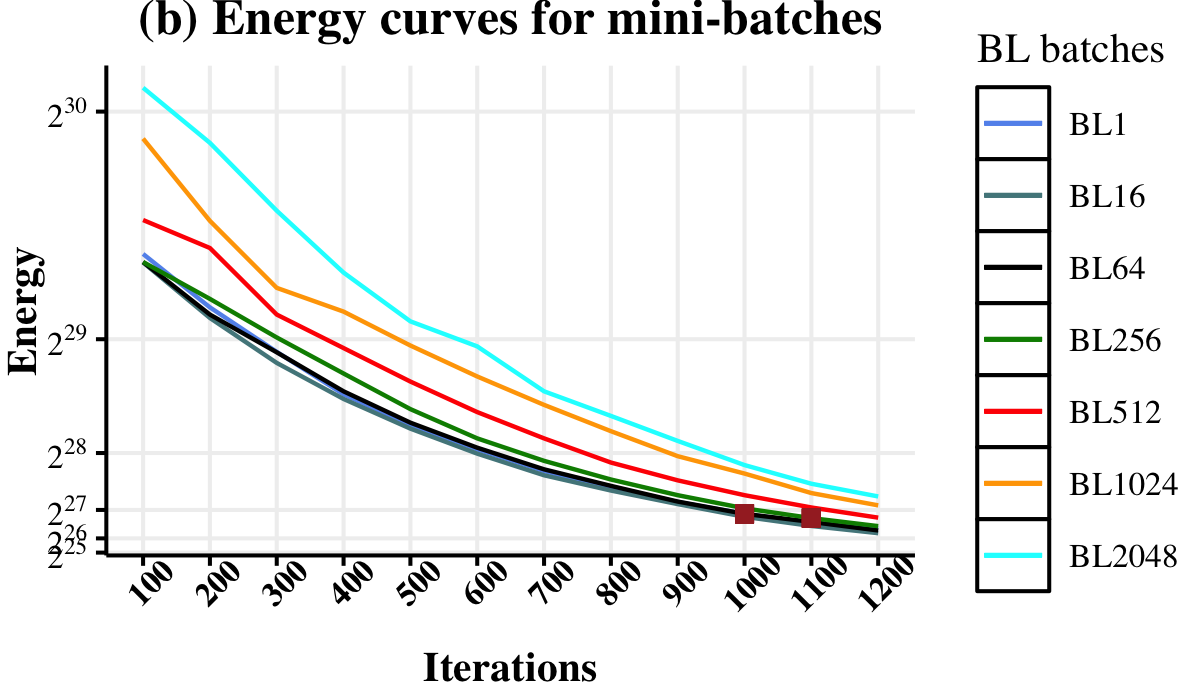 (b) Energy curves for mini-batches
BL batches
BL1
BL16
BL64
BL256
BL512
BL1024
BL2048
Energy
2^30
2^29
2^28
2^27
2^26
2^25
100 200 300 400 500 600 700 800 900 1000 1100 1200
Iterations